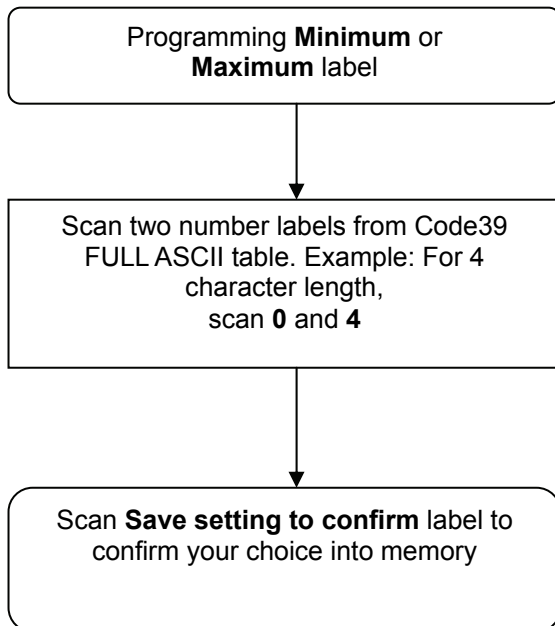 Programming Minimum or
Maximum label
Scan two number labels from Code39
FULL ASCII table. Example: For 4
character length,
scan 0 and 4
Scan Save setting to confirm label to
confirm your choice into memory